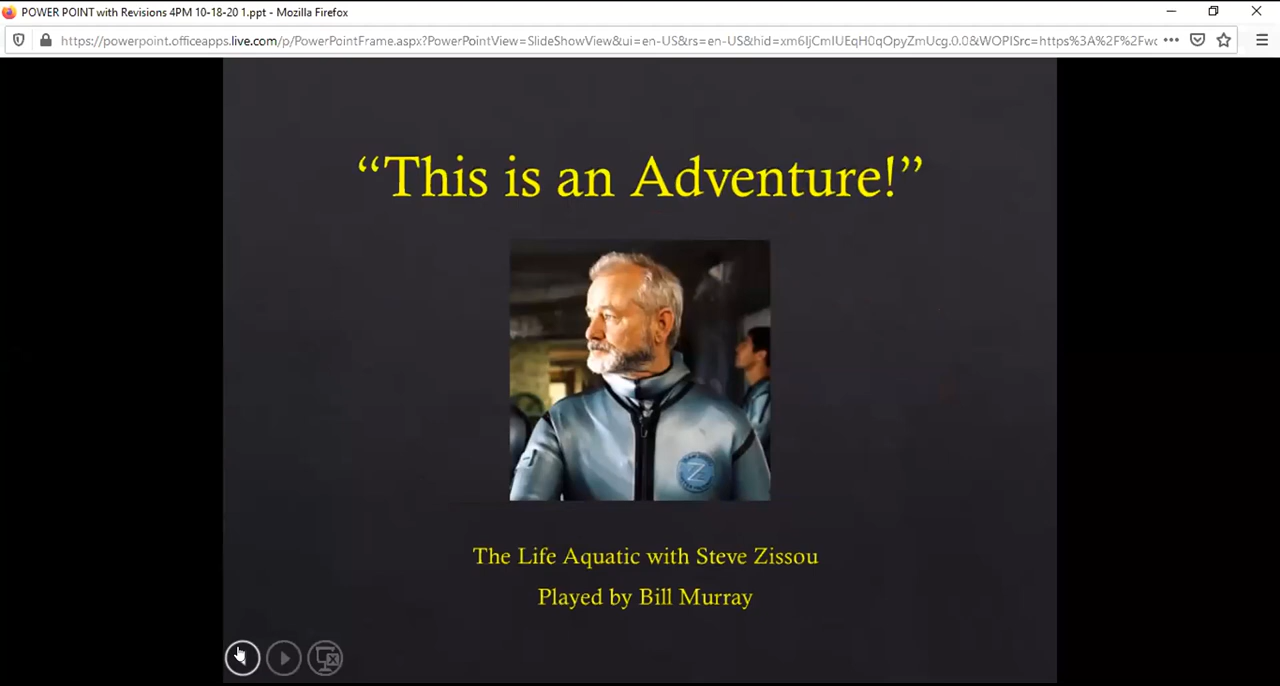 POWER POINT with Revisions 4PM 10-18-20 1.ppt - Mozilla Firefox
https://powerpoint.officeapps.live.com/p/PowerPointFrame.aspx?PowerPointView=SlideShowView&ui=en-US&rs=en-US&hid=xm6IjCmIUEqH0qOpyZmUcg.0.0&WOPISrc=https%3A%2F%2Fwc
“This is an Adventure!”
Z
The Life Aquatic with Steve Zissou
Played by Bill Murray